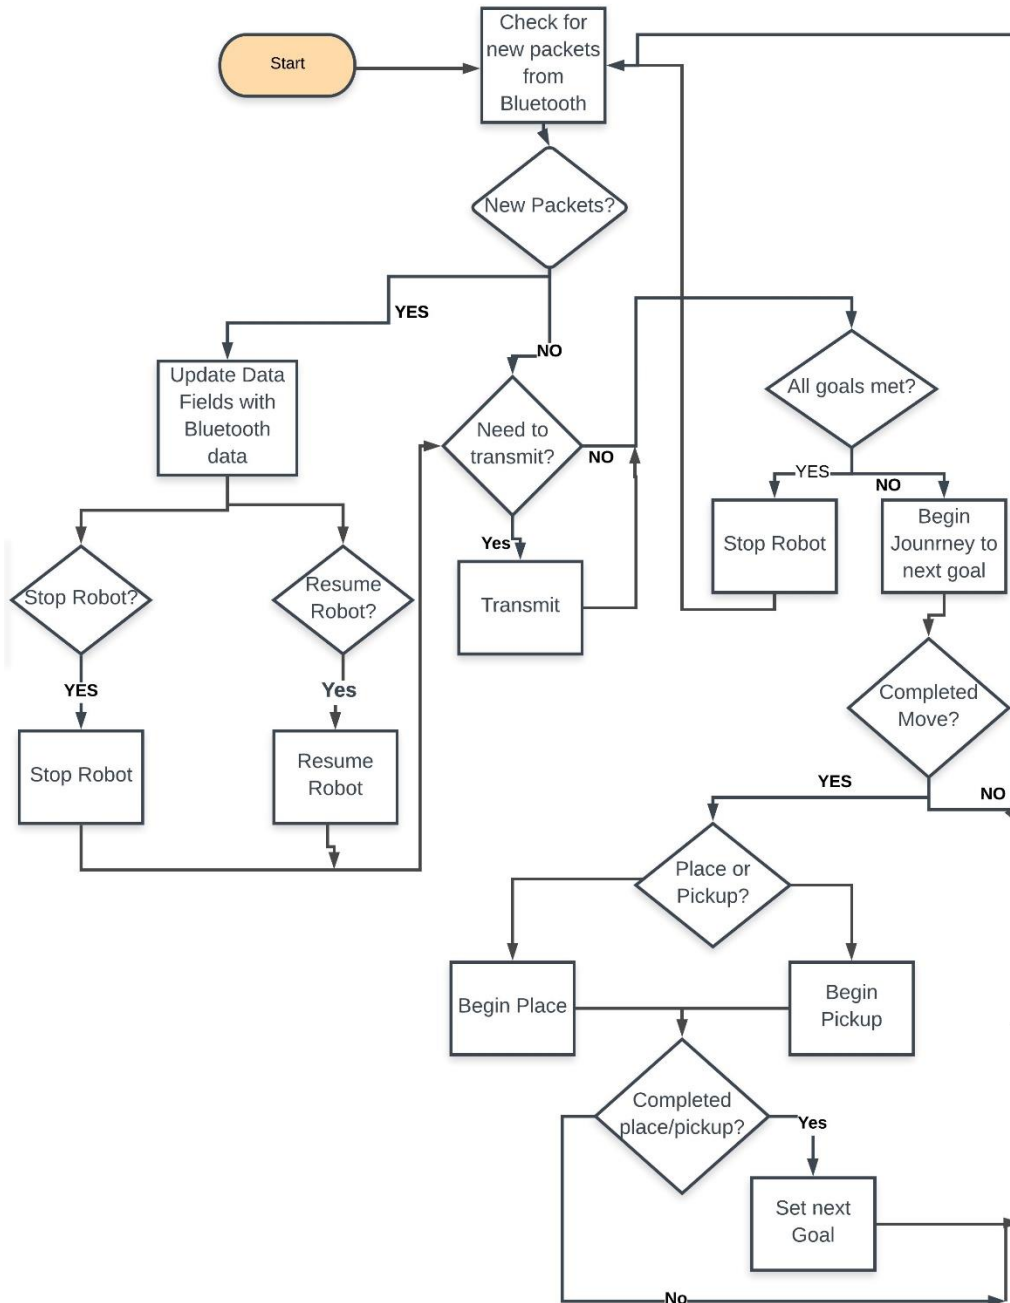 Start
Check for
new packets
from
Bluetooth
New Packets?
YES
NO
Update Data
Fields with
Bluetooth
data
Need to
transmit?
NO
All goals met?
YES
NO
Stop Robot
Begin
Jounrney to
next goal
Yes
Transmit
Stop Robot?
Resume
Robot?
YES
Yes
Stop Robot
Resume
Robot
Completed
Move?
YES
NO
Place or
Pickup?
Begin Place
Begin
Pickup
Completed
place/pickup?
Yes
Set next
Goal
No